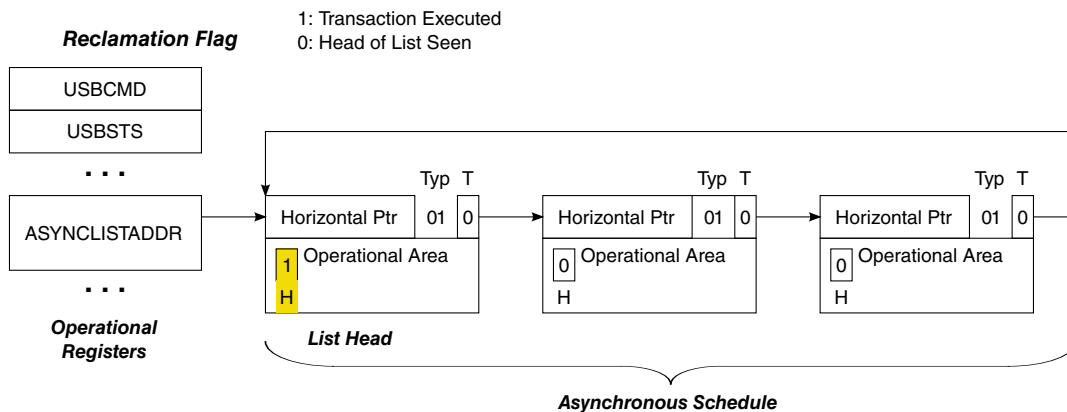 1: Transaction Executed
Reclamation Flag
0: Head of List Seen
USBCMD
USBSTS
...
Typ T
Typ T
Typ T
ASYNCLISTADDR
Horizontal Ptr 01 0
Horizontal Ptr 01 0
Horizontal Ptr 01 0
1 Operational Area
H
0 Operational Area
H
0 Operational Area
H
...
Operational
Registers
List Head
Asynchronous Schedule